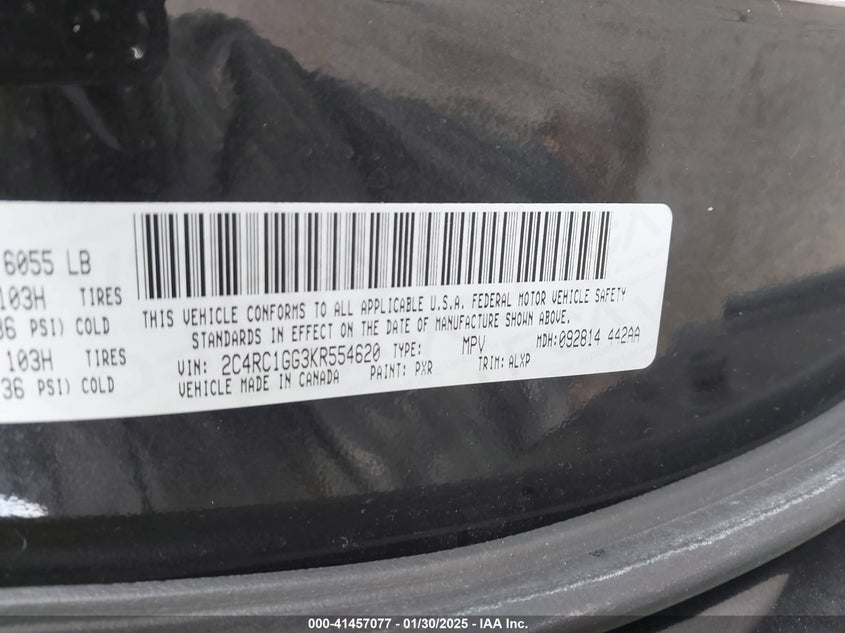 6055 LB
103H TIRES
36 PSI) COLD
103H TIRES
36 PSI) COLD
THIS VEHICLE CONFORMS TO ALL APPLICABLE U.S.A. FEDERAL MOTOR VEHICLE SAFETY
STANDARDS IN EFFECT ON THE DATE OF MANUFACTURE SHOWN ABOVE.
VIN: 2C4RC1GG3KR554620 TYPE: MPV MDH:092814 442AA
VEHICLE MADE IN CANADA PAINT: PXR TRIM: ALXP
000-41457077 - 01/30/2025 - IAA Inc.